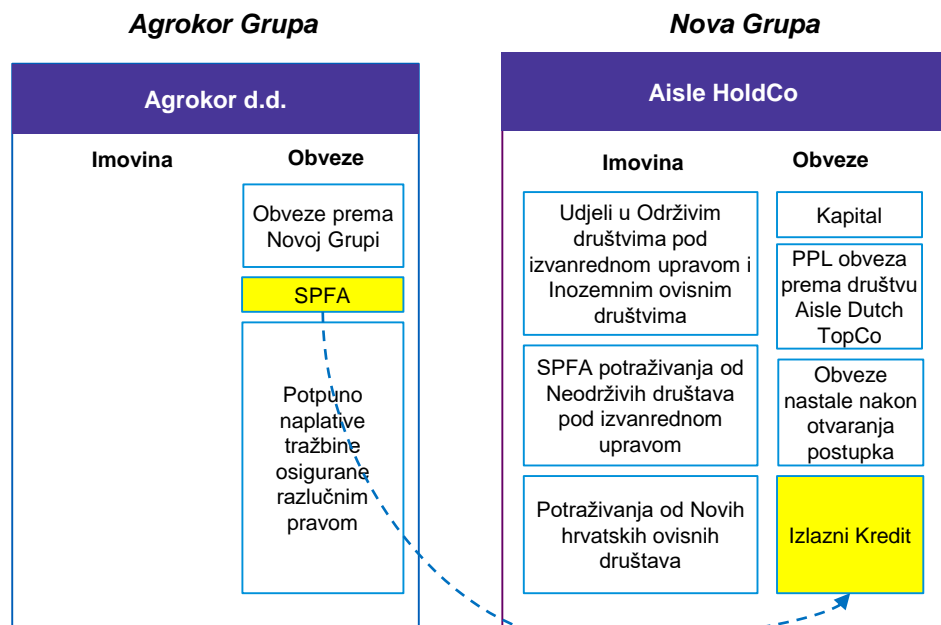 Agrokor Grupa
Nova Grupa
Agrokor d.d.
Imovina
Obveze
Obveze prema
Novoj Grupi
SPFA
Potpuno
naplative
tražbine
osigurane
razlučnim
pravom
Aisle HoldCo
Imovina
Obveze
Udjeli u Održivim
društvima pod
izvanrednom upravom i
Inozemnim ovisnim
društvima
SPFA potraživanja od
Neodrživih društava
pod izvanrednom
upravom
Potraživanja od Novih
hrvatskih ovisnih
društava
Kapital
PPL obveza
prema društvu
Aisle Dutch
TopCo
Obveze
nastale nakon
otvaranja
postupka
Izlazni Kredit